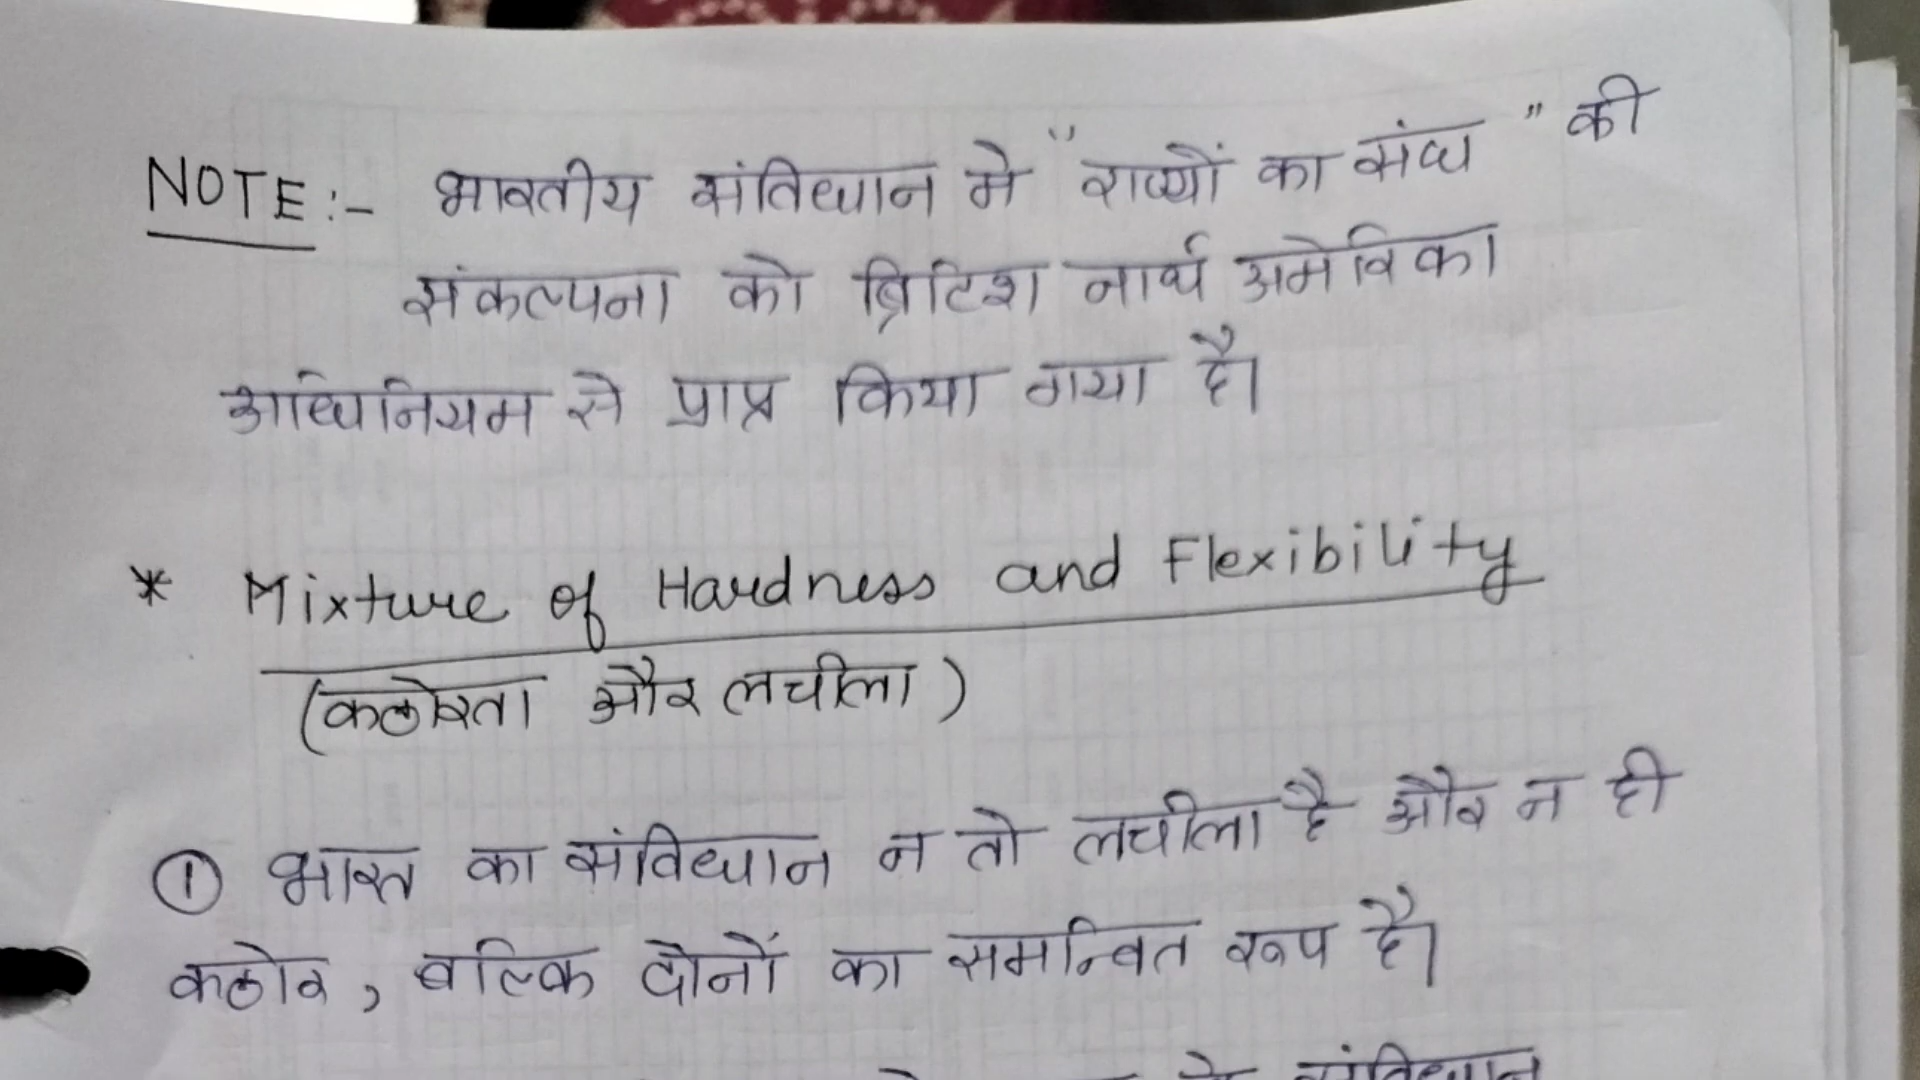 NOTE:- भारतीय संविधान मे "राज्यों का संघ" की
संकल्पना को ब्रिटिश नार्थ अमेरिका
अधिनियम से प्राप्त किया गया है।
* Mixture of Hardness and Flexibility
(कठोरता और लचीला)
① भारत का संविधान न तो लचीला है और न ही
कठोर, बल्कि दोनों का समन्वित रूप है।
संविधान